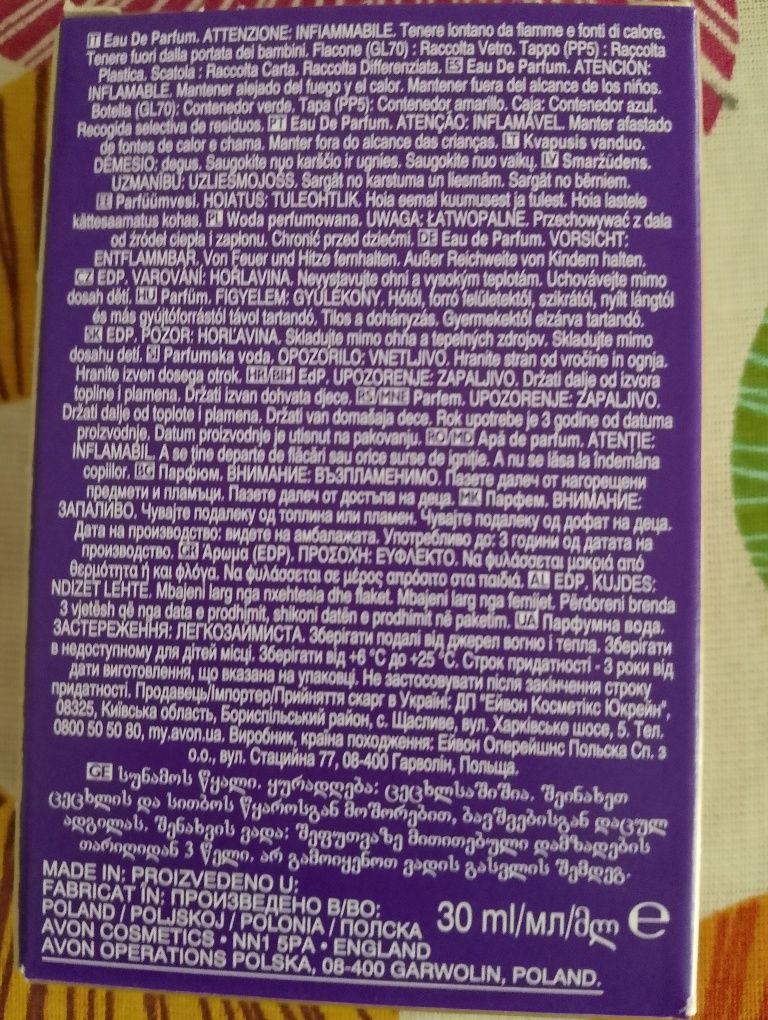 IT Eau De Parfum. ATTENZIONE: INFIAMMABILE. Tenere lontano da fiamme e fonti di calore.
Tenere fuori dalla portata dei bambini. Flacone (GL70) : Raccolta Vetro. Tappo (PP5) : Raccolta
Plastica. Scatola : Raccolta Carta. Raccolta Differenziata. ES Eau De Parfum. ATENCIÓN:
INFLAMABLE. Mantener alejado del fuego y el calor. Mantener fuera del alcance de los niños.
Botella (GL70): Contenedor verde. Tapa (PP5): Contenedor amarillo. Caja: Contenedor azul.
Recogida selectiva de residuos. PT Eau De Parfum. ATENÇÃO: INFLAMÁVEL. Manter afastado
de fontes de calor e chama. Manter fora do alcance das crianças. LT Kvapusis vanduo.
DĖMESIO: degus. Saugokite nuo karščio ir ugnies. Saugokite nuo vaikų. LV Smaržūdens.
UZMANĪBU: UZLIESMOJOŠS. Sargāt no karstuma un liesmām. Sargāt no bērniem.
EE Parfüümvesi. HOIATUS: TULEOHTLIK. Hoia eemal kuumusest ja tulest. Hoia lastele
kättesaamatus kohas. PL Woda perfumowana. UWAGA: ŁATWOPALNE. Przechowywać z dala
od źródeł ciepła i zapłonu. Chronić przed dziećmi. DE Eau de Parfum. VORSICHT:
ENTFLAMMBAR. Von Feuer und Hitze fernhalten. Außer Reichweite von Kindern halten.
CZ EDP. VAROVÁNÍ: HOŘLAVINA. Nevystavujte ohni a vysokým teplotám. Uchovávejte mimo
dosah dětí. HU Parfüm. FIGYELEM: GYÚLÉKONY. Hőtől, forró felületektől, szikrától, nyílt lángtól
és más gyújtóforrástól távol tartandó. Tilos a dohányzás. Gyermekektől elzárva tartandó.
SK EDP. POZOR: HORĽAVINA. Skladujte mimo ohňa a tepelných zdrojov. Skladujte mimo
dosahu detí. SI Parfumska voda. OPOZORILO: VNETLJIVO. Hranite stran od vročine in ognja.
Hranite izven dosega otrok. HR/BIH EdP. UPOZORENJE: ZAPALJIVO. Držati dalje od izvora
topline i plamena. Držati izvan dohvata djece. RS/MNE Parfem. UPOZORENJE: ZAPALJIVO.
Držati dalje od toplote i plamena. Držati van domašaja dece. Rok upotrebe je 3 godine od datuma
proizvodnje. Datum proizvodnje je utisnut na pakovanju. RO/MD Apă de parfum. ATENȚIE:
INFLAMABIL. A se ține departe de flăcări sau orice surse de igniție. A nu se lăsa la îndemâna
copiilor. BG Парфюм. ВНИМАНИЕ: ВЪЗПЛАМЕНИМО. Пазете далеч от нагорещени
предмети и пламъци. Пазете далеч от достъпа на деца. MK Парфем. ВНИМАНИЕ:
ЗАПАЛИВО. Чувајте подалеку од топлина или пламен. Чувајте подалеку од дофат на деца.
Дата на производство: видете на амбалажата. Употребливо до: 3 години од датата на
производство. GR Άρωμα (EDP). ΠΡΟΣΟΧΗ: ΕΥΦΛΕΚΤΟ. Να φυλάσσεται μακριά από
θερμότητα ή και φλόγα. Να φυλάσσεται σε μέρος απρόσιτο στα παιδιά. AL EDP. KUJDES:
NDIZET LEHTE. Mbajeni larg nga nxehtesia dhe flaket. Mbajeni larg nga femijet. Përdoreni brenda
3 vjetësh që nga data e prodhimit, shikoni datën e prodhimit në paketim. UA Парфумна вода.
ЗАСТЕРЕЖЕННЯ: ЛЕГКОЗАЙМИСТА. Зберігати подалі від джерел вогню і тепла. Зберігати
в недоступному для дітей місці. Зберігати від +6 °C до +25 °C. Строк придатності - 3 роки від
дати виготовлення, що вказана на упаковці. Не застосовувати після закінчення строку
придатності. Продавець/Імпортер/Прийняття скарг в Україні: ДП "Ейвон Косметікс Юкрейн",
08325, Київська область, Бориспільський район, с. Щасливе, вул. Харківське шосе, 5. Тел.
0800 50 50 80, my.avon.ua. Виробник, країна походження: Ейвон Оперейшнс Польска Сп. з
о.о., вул. Стаційна 77, 08-400 Гарволін, Польща.
GE სუნამოს წყალი. ყურადღება: ცეცხლსაშიშია. შეინახეთ
ცეცხლის და სითბოს წყაროსგან მოშორებით, ბავშვებისგან დაცულ
ადგილას. შენახვის ვადა: შეფუთვაზე მითითებული დამზადების
თარიღიდან 3 წელი. არ გამოიყენოთ ვადის გასვლის შემდეგ.
MADE IN: PROIZVEDENO U:
FABRICAT ÎN: ПРОИЗВЕДЕНО В/ВО:
POLAND / POLJSKOJ / POLONIA / ПОЛСКА
AVON COSMETICS • NN1 5PA • ENGLAND
AVON OPERATIONS POLSKA, 08-400 GARWOLIN, POLAND.
30 ml/мл/მლ ℮